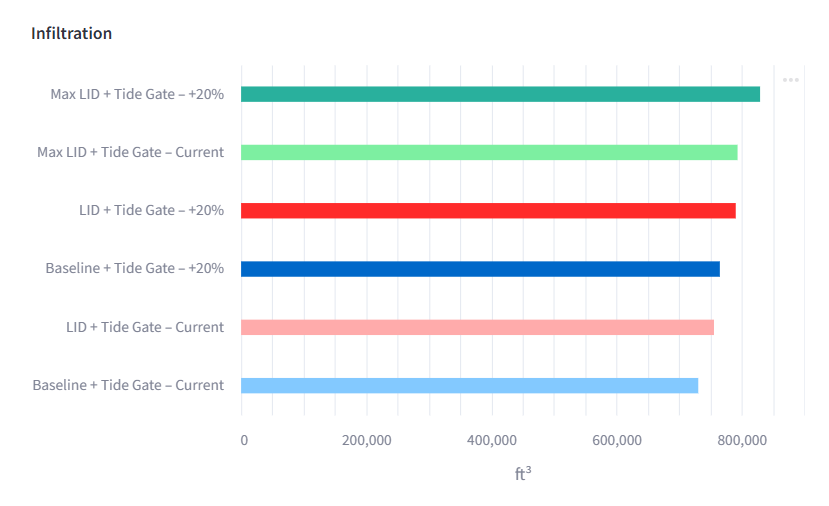 Infiltration
Max LID + Tide Gate – +20%
Max LID + Tide Gate – Current
LID + Tide Gate – +20%
Baseline + Tide Gate – +20%
LID + Tide Gate – Current
Baseline + Tide Gate – Current
0 200,000 400,000 600,000 800,000
ft³